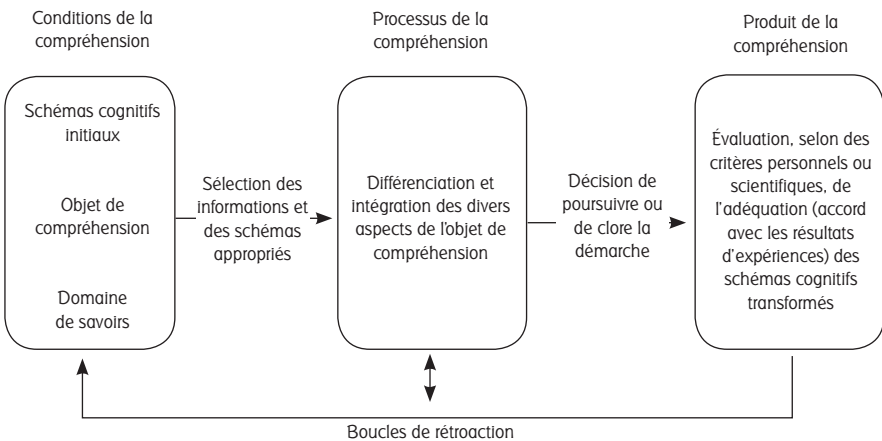 Conditions de la
compréhension
Schémas cognitifs
initiaux
Objet de
compréhension
Domaine
de savoirs
Sélection des
informations et
des schémas
appropriés
Processus de la
compréhension
Différenciation et
intégration des divers
aspects de l'objet de
compréhension
Décision de
poursuivre ou
de clore la
démarche
Produit de la
compréhension
Évaluation, selon des
critères personnels ou
scientifiques, de
l'adéquation (accord
avec les résultats
d'expériences) des
schémas cognitifs
transformés
Boucles de rétroaction